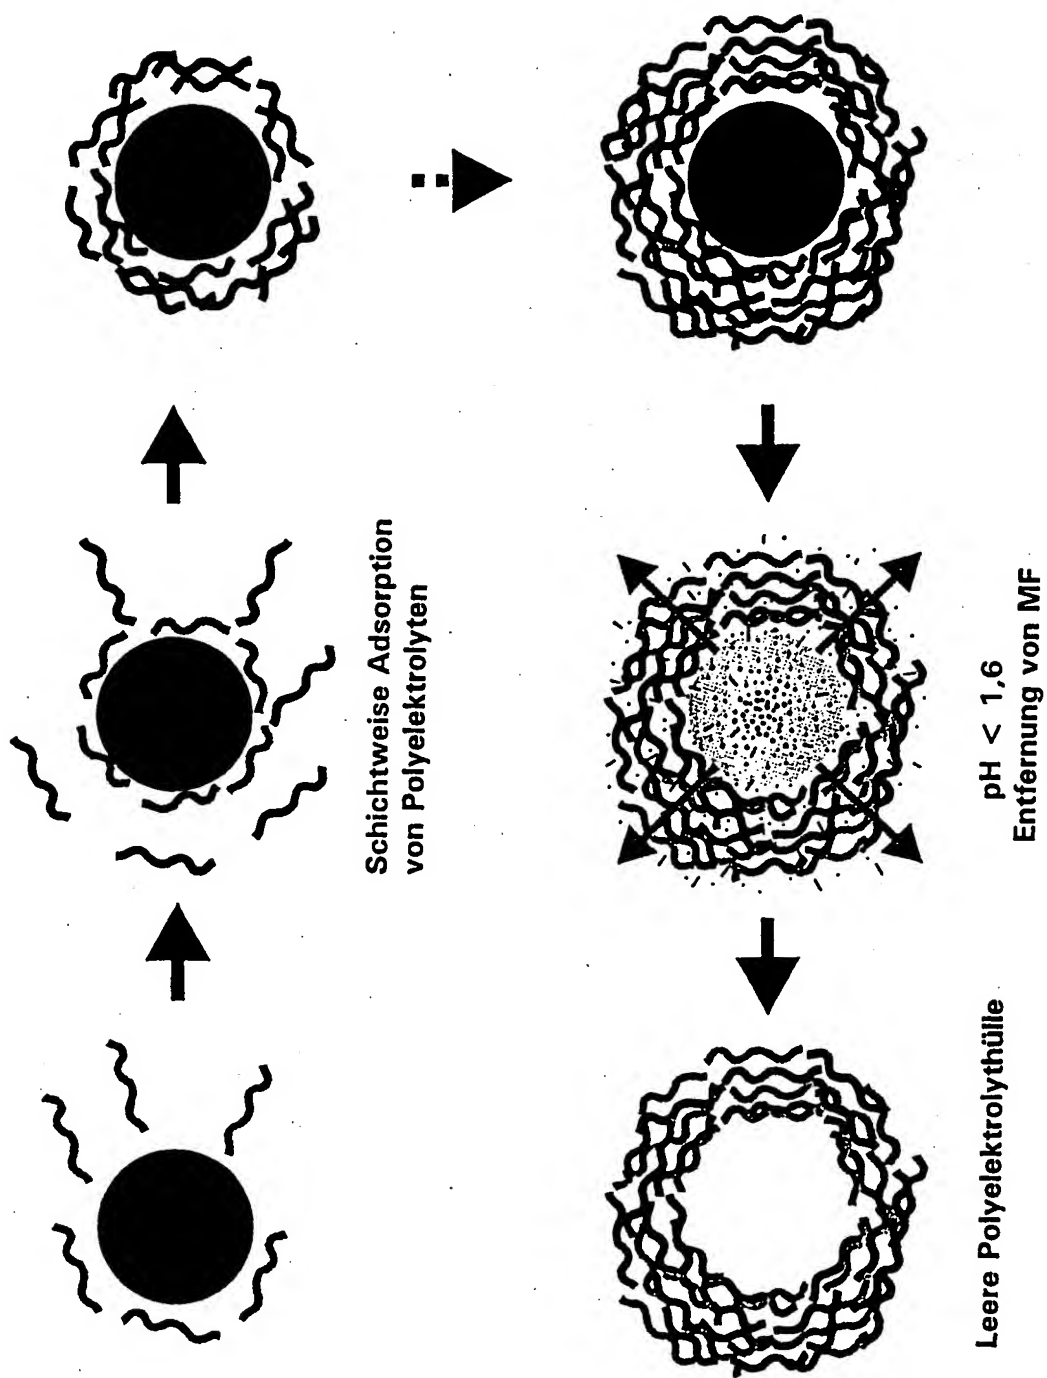 Schichtweise Adsorption
von Polyelektrolyten
Leere Polyelektrolythülle
pH < 1,6
Entfernung von MF